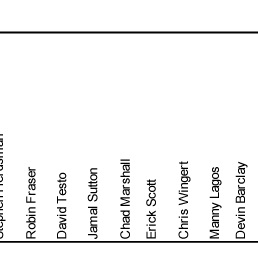 Robin Fraser
David Testo
Jamal Sutton
Chad Marshall
Erick Scott
Chris Wingert
Manny Lagos
Devin Barclay